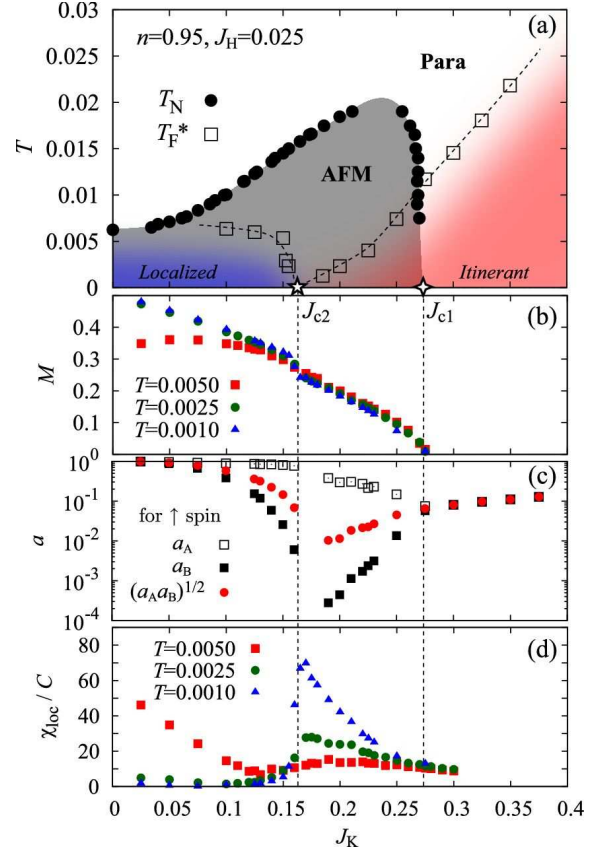 (a)
n=0.95, J_H=0.025
Para
T_N
T_F*
AFM
Localized
Itinerant
T
0.03
0.025
0.02
0.015
0.01
0.005
0
J_c2
J_c1
(b)
M
0.4
0.3
0.2
0.1
0
T=0.0050
T=0.0025
T=0.0010
(c)
a
10^0
10^-1
10^-2
10^-3
10^-4
for ↑ spin
a_A
a_B
(a_A a_B)^1/2
(d)
χ_loc / C
80
60
40
20
0
T=0.0050
T=0.0025
T=0.0010
0 0.05 0.10 0.15 0.20 0.25 0.30 0.35 0.4
J_K